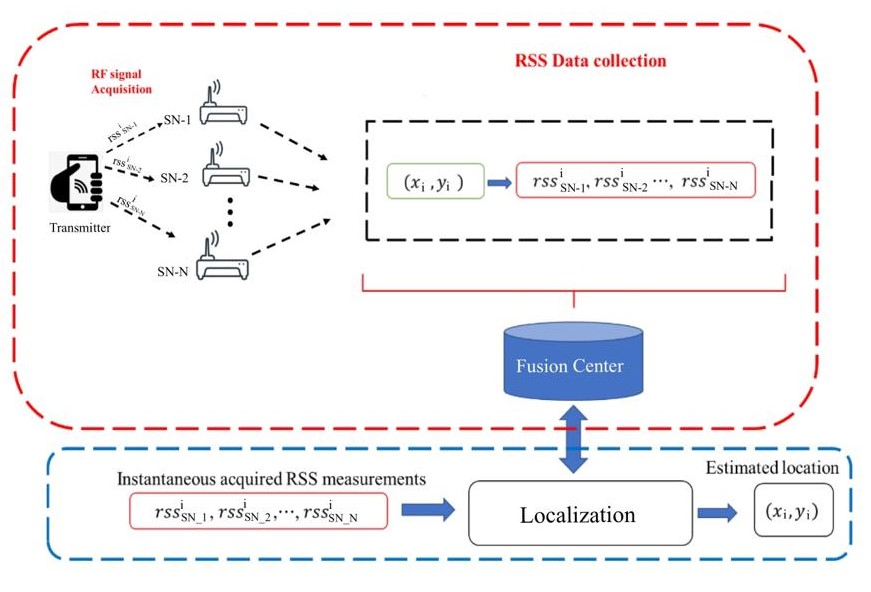 RSS Data collection
RF signal
Acquisition
rss^i_SN-1
SN-1
rss^i_SN-2
SN-2
rss^i_SN-N
SN-N
Transmitter
(x_i, y_i)
rss^i_SN-1, rss^i_SN-2 ⋯, rss^i_SN-N
Fusion Center
Instantaneous acquired RSS measurements
rss^i_SN_1, rss^i_SN_2,⋯, rss^i_SN_N
Localization
Estimated location
(x_i, y_i)